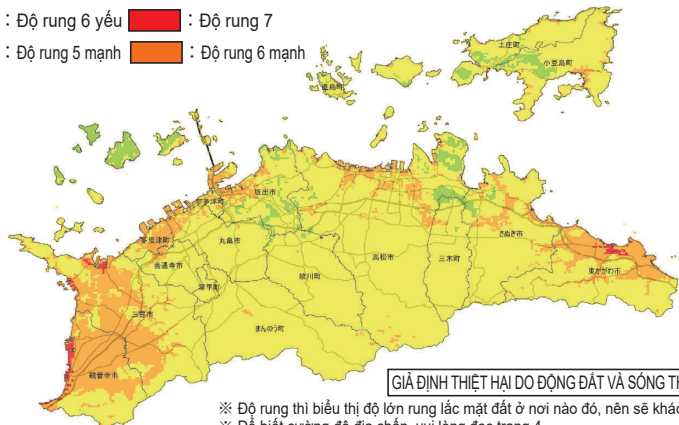 : Độ rung 6 yếu : Độ rung 7
: Độ rung 5 mạnh : Độ rung 6 mạnh
土庄町
小豆島町
直島町
坂出市
宇多津町
多度津町
丸亀市
善通寺市
琴平町
綾川町
高松市
三木町
さぬき市
東かがわ市
三豊市
まんのう町
観音寺市
GIẢ ĐỊNH THIỆT HẠI DO ĐỘNG ĐẤT VÀ SÓNG
※ Độ rung thì biểu thị độ lớn rung lắc mặt đất ở nơi nào đó, nên sẽ